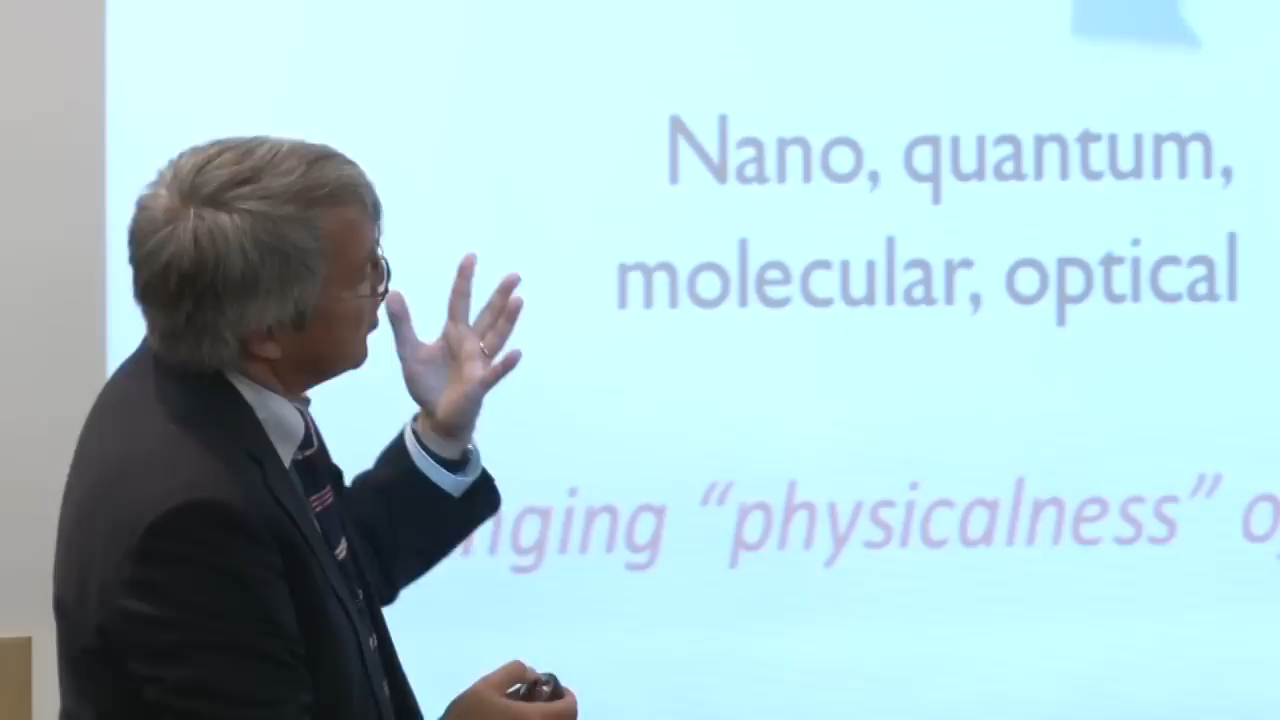 Nano, quantum,
molecular, optical
nging “physicalness” o